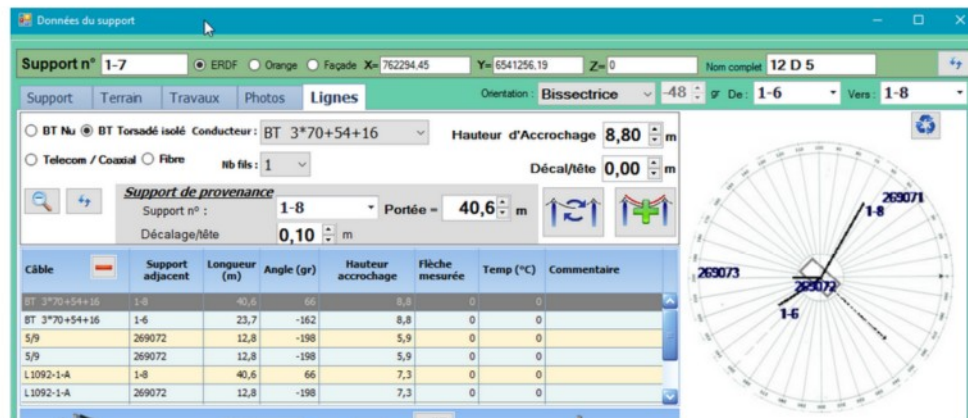 Données du support
Support n° 1-7 ERDF Orange Façade X= 762294,45 Y= 6541256,19 Z= 0 Nom complet 12 D 5
Support Terrain Travaux Photos Lignes Orientation : Bissectrice -48 gr De : 1-6 Vers : 1-8
BT Nu BT Torsadé isolé Conducteur : BT 3*70+54+16 Hauteur d'Accrochage 8,80 m
Telecom / Coaxial Fibre Nb fils : 1 Décal/tête 0,00 m
Support de provenance
Support n° : 1-8 Portée = 40,6 m
Décalage/tête 0,10 m
Câble Support adjacent Longueur (m) Angle (gr) Hauteur accrochage Flèche mesurée Temp (°C) Commentaire
BT 3*70+54+16 1-8 40,6 66 8,8 0 0
BT 3*70+54+16 1-6 23,7 -162 8,8 0 0
5/9 269072 12,8 -198 5,9 0 0
5/9 269072 12,8 -198 5,9 0 0
L1092-1-A 1-8 40,6 66 7,3 0 0
L1092-1-A 269072 12,8 -198 7,3 0 0
269071
1-8
269073
269072
1-6